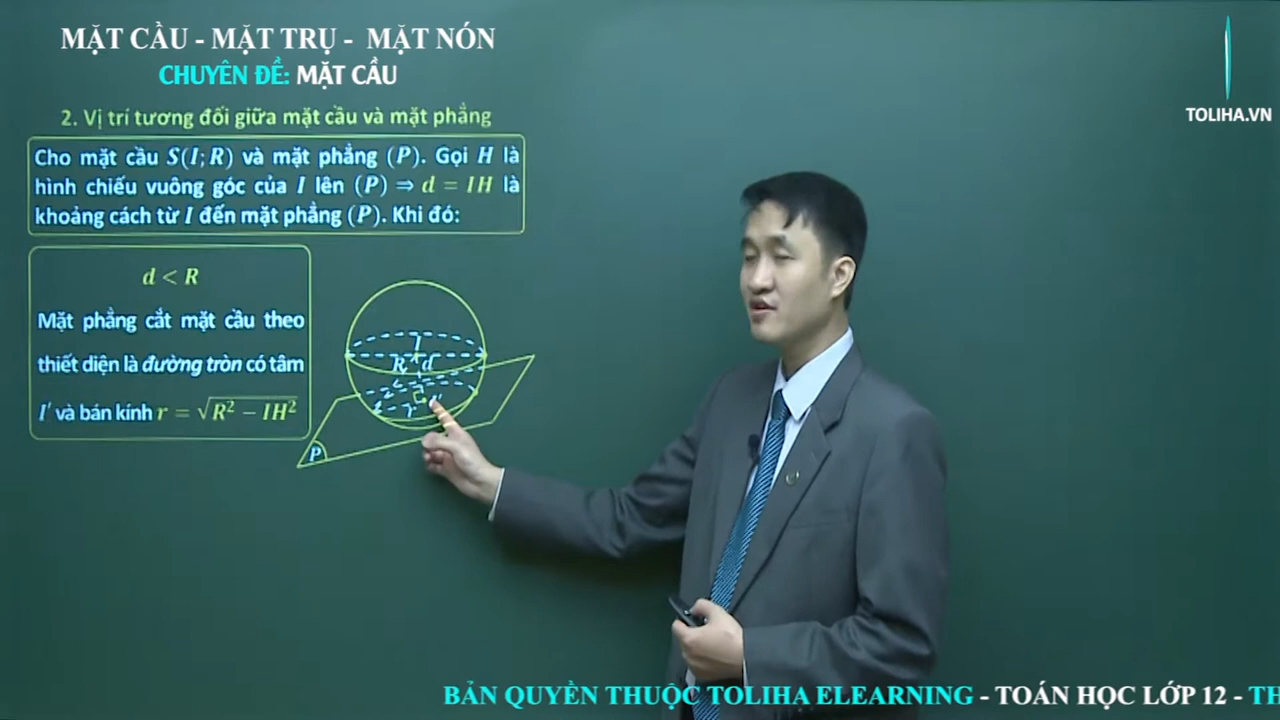 MẶT CẦU - MẶT TRỤ - MẶT NÓN
CHUYÊN ĐỀ: MẶT CẦU
TOLIHA.VN
2. Vị trí tương đối giữa mặt cầu và mặt phẳng
Cho mặt cầu S(I; R) và mặt phẳng (P). Gọi H là
hình chiếu vuông góc của I lên (P) ⇒ d = IH là
khoảng cách từ I đến mặt phẳng (P). Khi đó:
d < R
Mặt phẳng cắt mặt cầu theo
thiết diện là đường tròn có tâm
I' và bán kính r = √(R² − IH²)
I
R d
P
BẢN QUYỀN THUỘC TOLIHA ELEARNING - TOÁN HỌC LỚP 12 - TH